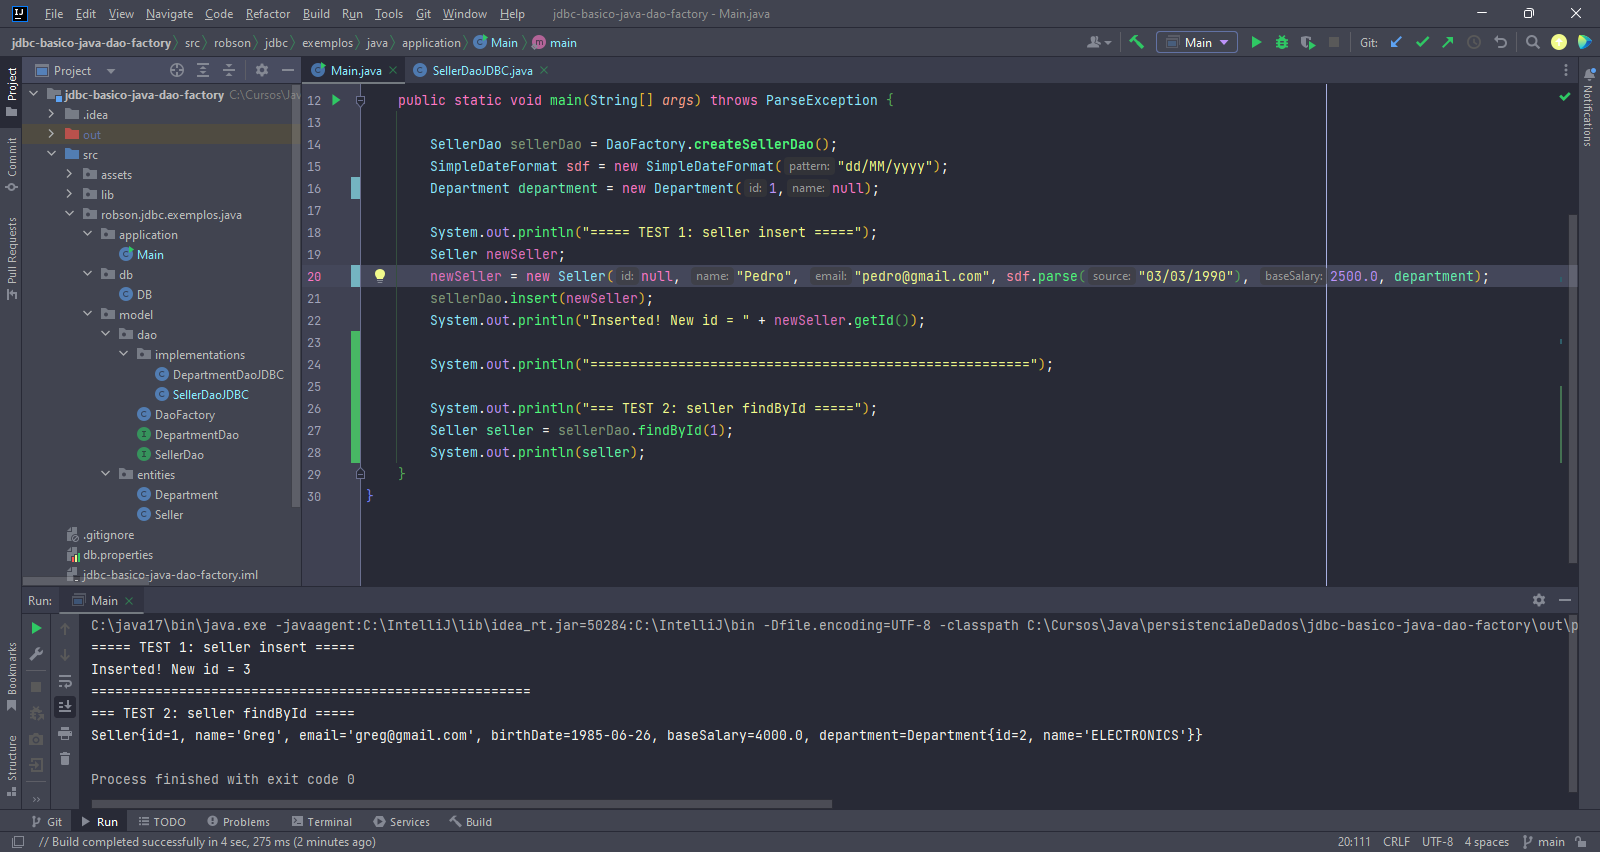 File Edit View Navigate Code Refactor Build Run Tools Git Window Help jdbc-basico-java-dao-factory - Main.java
jdbc-basico-java-dao-factory src robson jdbc exemplos java application Main main Main Git:
Project
Main.java SellerDaoJDBC.java
Project
Commit
Pull Requests
Bookmarks
Structure
Notifications
jdbc-basico-java-dao-factory C:\Cursos\Jav
.idea
out
src
assets
lib
robson.jdbc.exemplos.java
application
Main
db
DB
model
dao
implementations
DepartmentDaoJDBC
SellerDaoJDBC
DaoFactory
DepartmentDao
SellerDao
entities
Department
Seller
.gitignore
db.properties
jdbc-basico-java-dao-factory.iml
12 public static void main(String[] args) throws ParseException {
13
14 SellerDao sellerDao = DaoFactory.createSellerDao();
15 SimpleDateFormat sdf = new SimpleDateFormat( pattern: "dd/MM/yyyy");
16 Department department = new Department( id: 1, name: null);
17
18 System.out.println("===== TEST 1: seller insert =====");
19 Seller newSeller;
20 newSeller = new Seller( id: null, name: "Pedro", email: "pedro@gmail.com", sdf.parse( source: "03/03/1990"), baseSalary: 2500.0, department);
21 sellerDao.insert(newSeller);
22 System.out.println("Inserted! New id = " + newSeller.getId());
23
24 System.out.println("=======================================================");
25
26 System.out.println("=== TEST 2: seller findById =====");
27 Seller seller = sellerDao.findById(1);
28 System.out.println(seller);
29 }
30 }
Run: Main
C:\java17\bin\java.exe -javaagent:C:\IntelliJ\lib\idea_rt.jar=50284:C:\IntelliJ\bin -Dfile.encoding=UTF-8 -classpath C:\Cursos\Java\persistenciaDeDados\jdbc-basico-java-dao-factory\out\p
===== TEST 1: seller insert =====
Inserted! New id = 3
=======================================================
=== TEST 2: seller findById =====
Seller{id=1, name='Greg', email='greg@gmail.com', birthDate=1985-06-26, baseSalary=4000.0, department=Department{id=2, name='ELECTRONICS'}}
Process finished with exit code 0
Git Run TODO Problems Terminal Services Build
// Build completed successfully in 4 sec, 275 ms (2 minutes ago) 20:111 CRLF UTF-8 4 spaces main